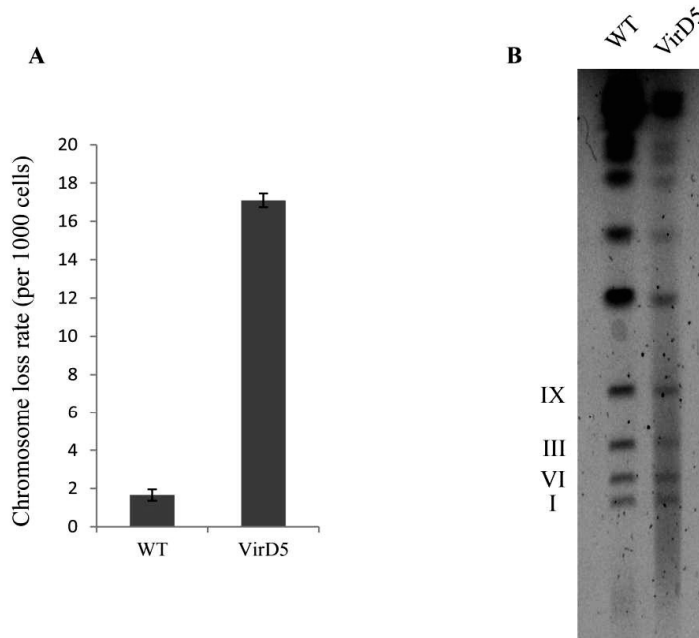 A
Chromosome loss rate (per 1000 cells)
20
18
16
14
12
10
8
6
4
2
0
WT
VirD5
B
WT
VirD5
IX
III
VI
I